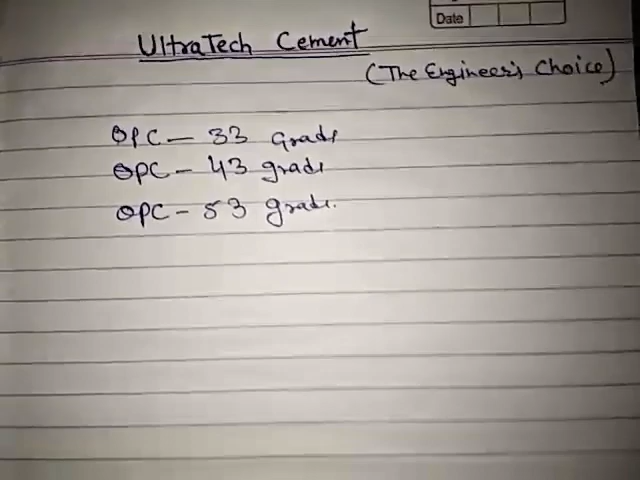 Date
UltraTech Cement
(The Engineer's Choice)
OPC - 33 Grade
OPC - 43 grade
OPC - 53 grade.